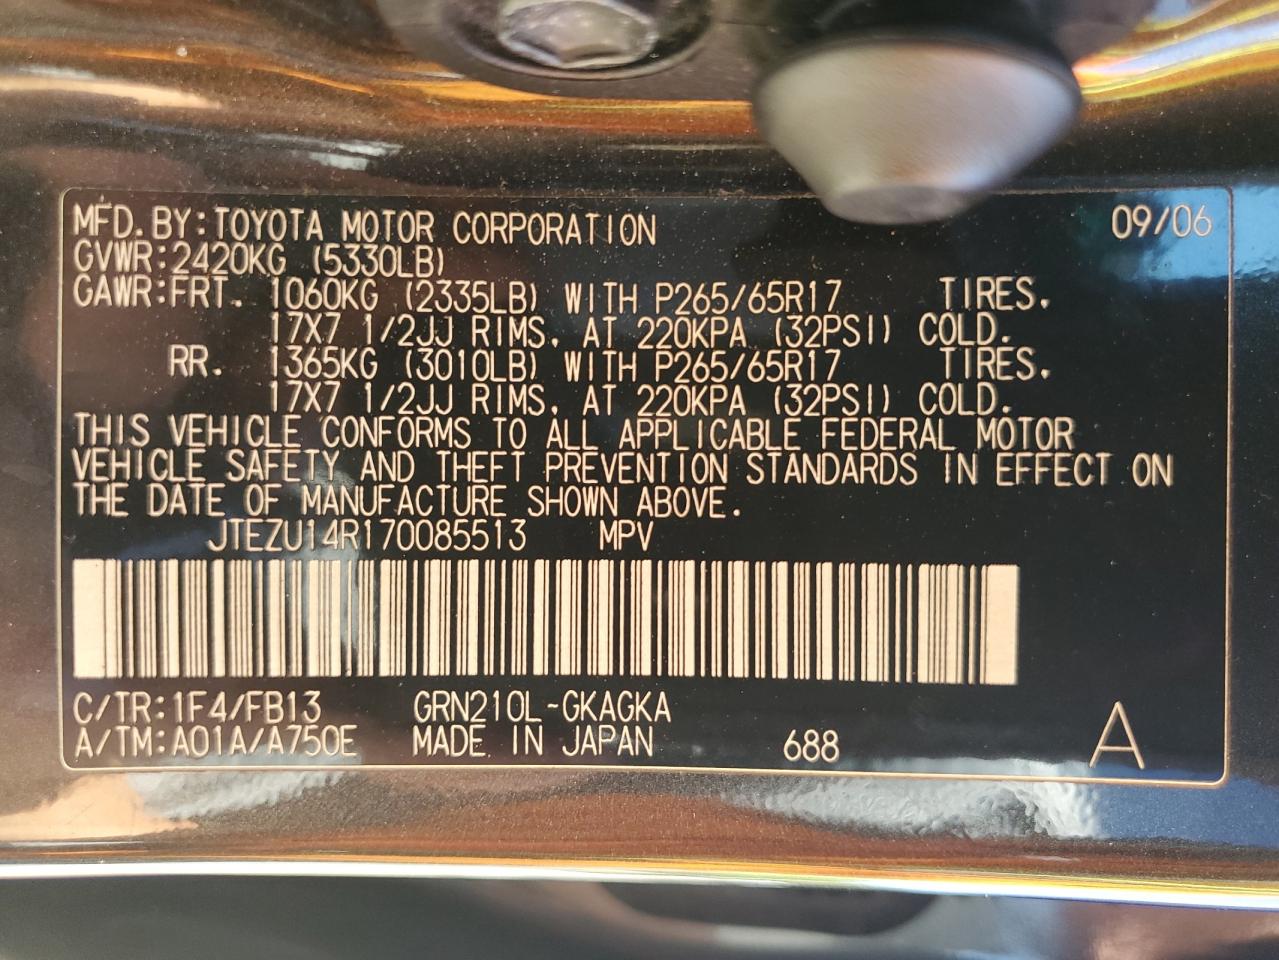 MFD. BY: TOYOTA MOTOR CORPORATION 09/06
GVWR: 2420KG (5330LB)
GAWR: FRT. 1060KG (2335LB) WITH P265/65R17 TIRES.
17X7 1/2JJ RIMS, AT 220KPA (32PSI) COLD.
RR. 1365KG (3010LB) WITH P265/65R17 TIRES.
17X7 1/2JJ RIMS, AT 220KPA (32PSI) COLD.
THIS VEHICLE CONFORMS TO ALL APPLICABLE FEDERAL MOTOR
VEHICLE SAFETY AND THEFT PREVENTION STANDARDS IN EFFECT ON
THE DATE OF MANUFACTURE SHOWN ABOVE.
JTEZU14R170085513 MPV
C/TR: 1F4/FB13 GRN210L-GKAGKA
A/TM: A01A/A750E MADE IN JAPAN 688 A